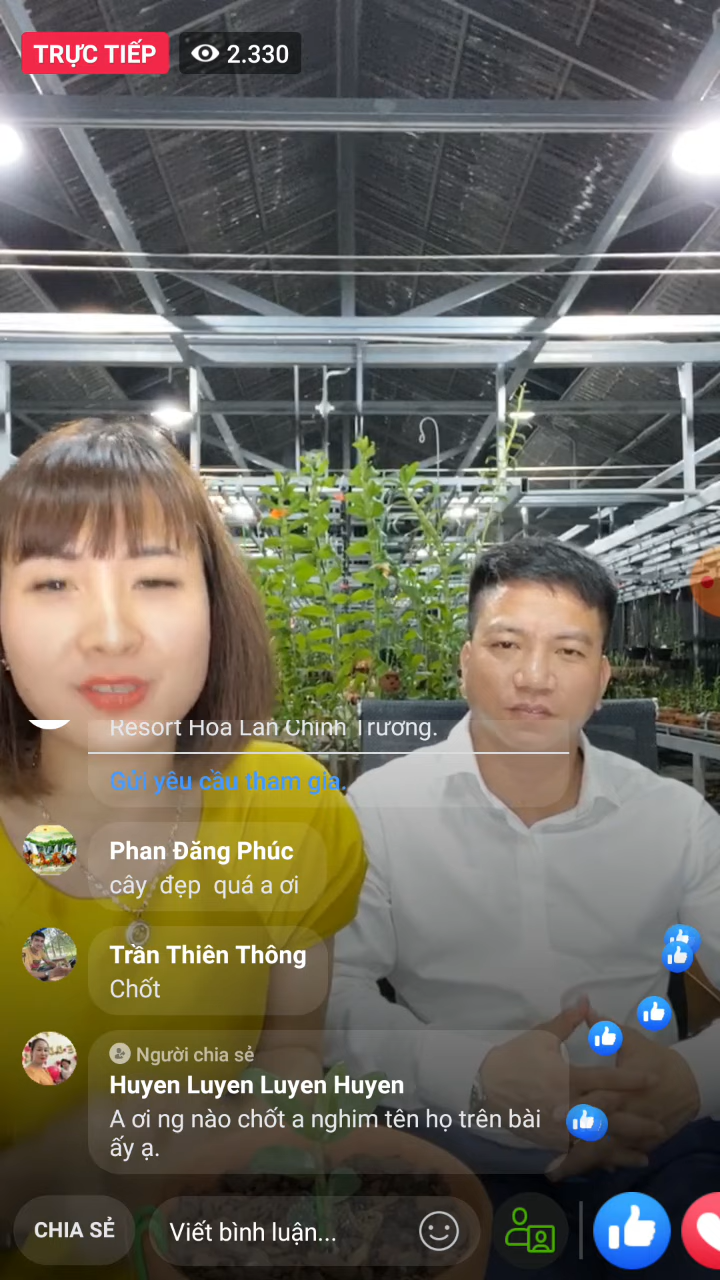 TRỰC TIẾP
2.330
Resort Hoa Lan Chính Trương.
Gửi yêu cầu tham gia.
Phan Đăng Phúc
cây đẹp quá a ơi
Trần Thiên Thông
Chốt
Người chia sẻ
Huyen Luyen Luyen Huyen
A ơi ng nào chốt a nghim tên họ trên bài
ấy ạ.
CHIA SẺ
Viết bình luận...